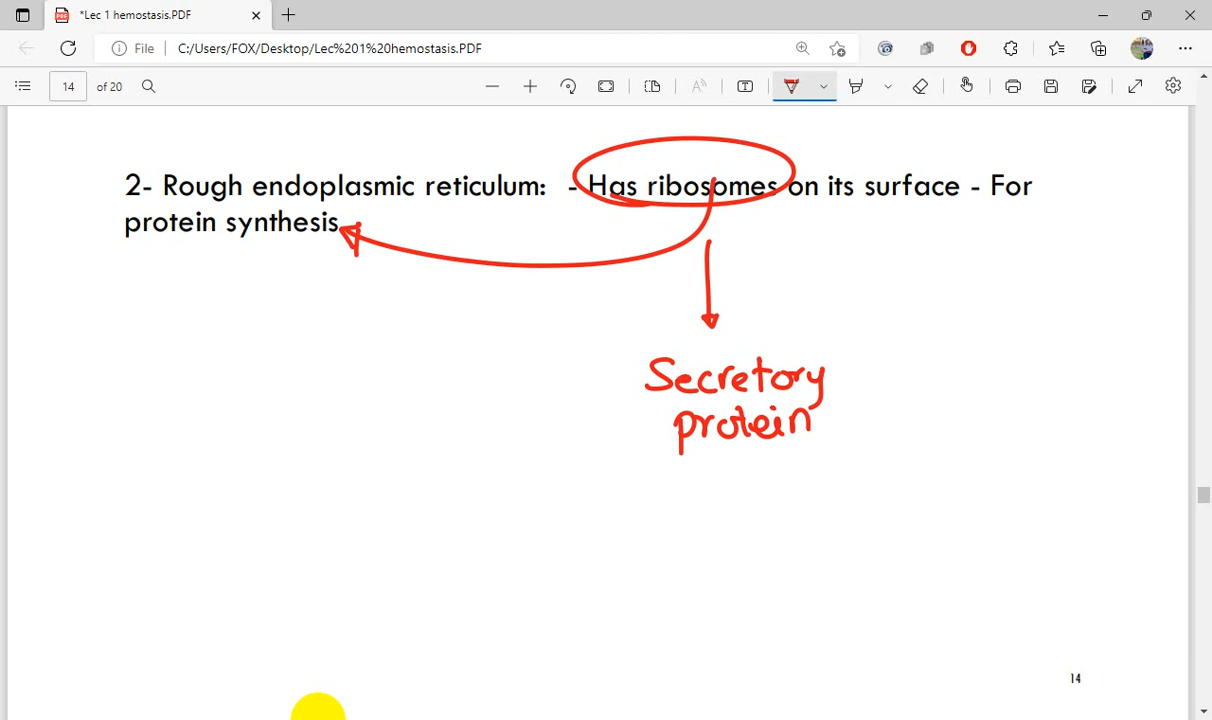 *Lec 1 hemostasis.PDF
File C:/Users/FOX/Desktop/Lec%201%20hemostasis.PDF
14 of 20
2- Rough endoplasmic reticulum: - Has ribosomes on its surface - For
protein synthesis
Secretory
protein
14